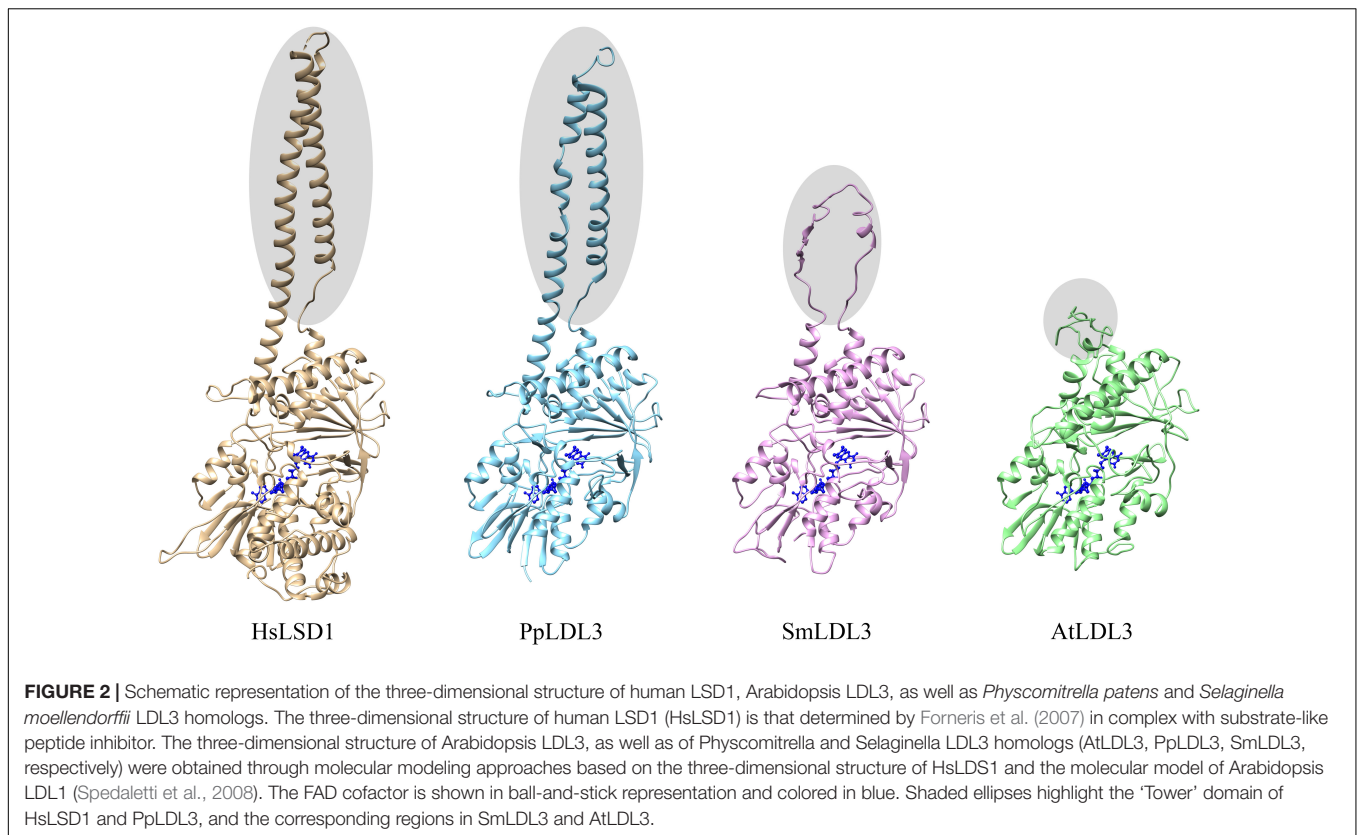 HsLSD1
PpLDL3
SmLDL3
AtLDL3
FIGURE 2 | Schematic representation of the three-dimensional structure of human LSD1, Arabidopsis LDL3, as well as Physcomitrella patens and Selaginella
moellendorffii LDL3 homologs. The three-dimensional structure of human LSD1 (HsLSD1) is that determined by Forneris et al. (2007) in complex with substrate-like
peptide inhibitor. The three-dimensional structure of Arabidopsis LDL3, as well as of Physcomitrella and Selaginella LDL3 homologs (AtLDL3, PpLDL3, SmLDL3,
respectively) were obtained through molecular modeling approaches based on the three-dimensional structure of HsLDS1 and the molecular model of Arabidopsis
LDL1 (Spedaletti et al., 2008). The FAD cofactor is shown in ball-and-stick representation and colored in blue. Shaded ellipses highlight the ‘Tower’ domain of
HsLSD1 and PpLDL3, and the corresponding regions in SmLDL3 and AtLDL3.